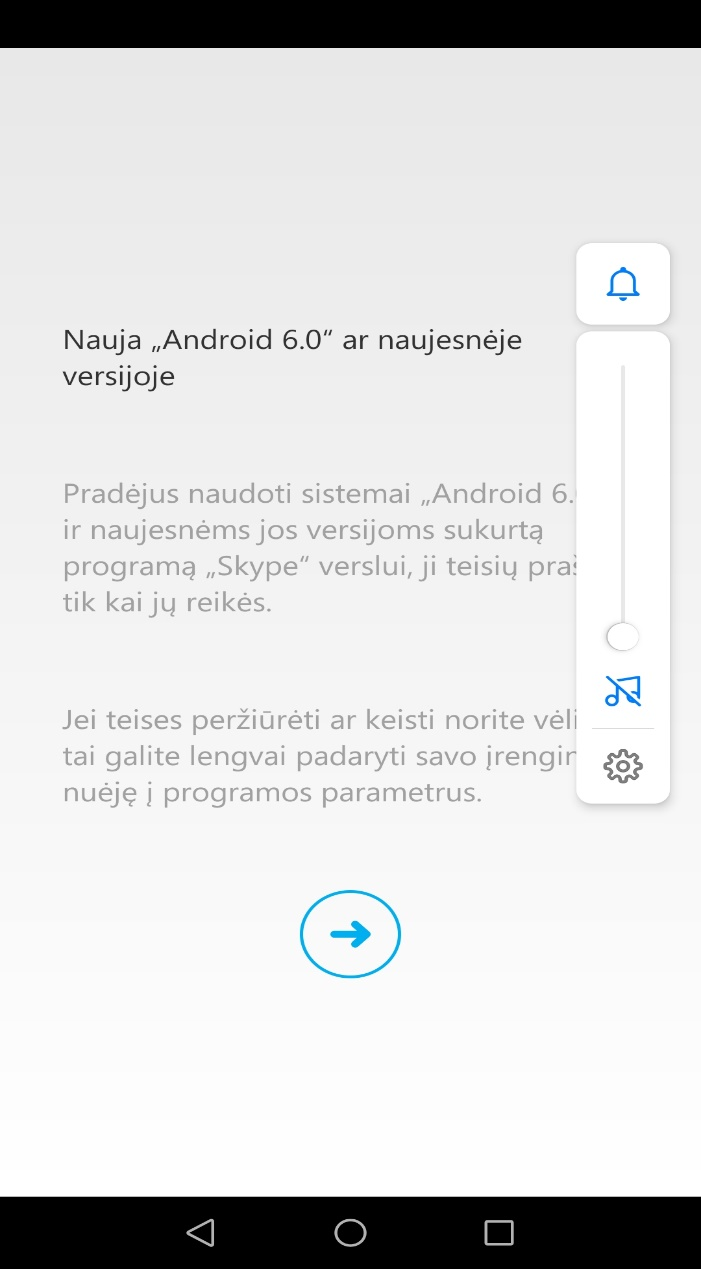 Nauja „Android 6.0“ ar naujesnėje
versijoje
Pradėjus naudoti sistemai „Android
ir naujesnėms jos versijoms sukurtą
programą „Skype“ verslui, ji teisių
tik kai jų reikės.
Jei teises peržiūrėti ar keisti norite
tai galite lengvai padaryti savo
nuėję į programos parametrus.